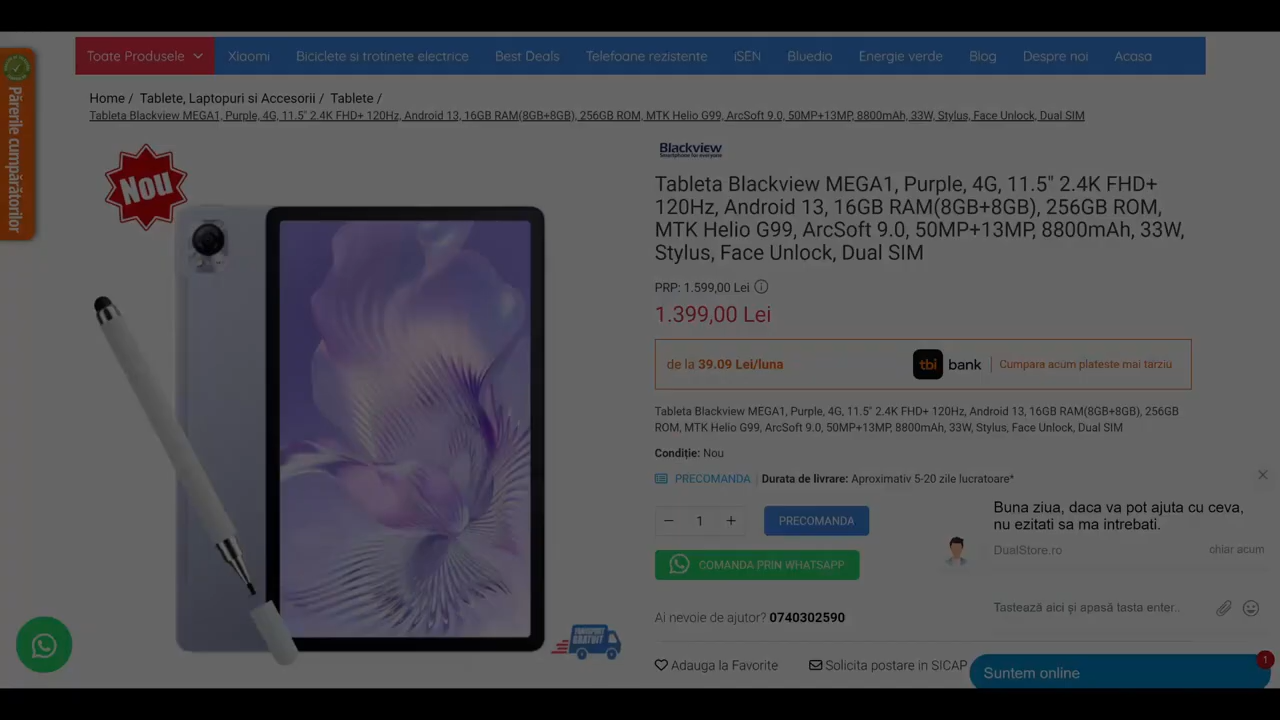 Toate Produsele Xiaomi Biciclete si trotinete electrice Best Deals Telefoane rezistente iSEN Bluedio Energie verde Blog Despre noi Acasa
Părerile cumpărătorilor
Home / Tablete, Laptopuri si Accesorii / Tablete /
Tableta Blackview MEGA1, Purple, 4G, 11.5" 2.4K FHD+ 120Hz, Android 13, 16GB RAM(8GB+8GB), 256GB ROM, MTK Helio G99, ArcSoft 9.0, 50MP+13MP, 8800mAh, 33W, Stylus, Face Unlock, Dual SIM
Nou
Blackview
Smartphone for everyone
Tableta Blackview MEGA1, Purple, 4G, 11.5" 2.4K FHD+
120Hz, Android 13, 16GB RAM(8GB+8GB), 256GB ROM,
MTK Helio G99, ArcSoft 9.0, 50MP+13MP, 8800mAh, 33W,
Stylus, Face Unlock, Dual SIM
PRP: 1.599,00 Lei
1.399,00 Lei
de la 39.09 Lei/luna tbi bank Cumpara acum plateste mai tarziu
Tableta Blackview MEGA1, Purple, 4G, 11.5" 2.4K FHD+ 120Hz, Android 13, 16GB RAM(8GB+8GB), 256GB
ROM, MTK Helio G99, ArcSoft 9.0, 50MP+13MP, 8800mAh, 33W, Stylus, Face Unlock, Dual SIM
Condiție: Nou
PRECOMANDA Durata de livrare: Aproximativ 5-20 zile lucratoare*
1 PRECOMANDA
COMANDA PRIN WHATSAPP
Ai nevoie de ajutor? 0740302590
TRANSPORT
GRATUIT
Adauga la Favorite Solicita postare in SICAP
Buna ziua, daca va pot ajuta cu ceva,
nu ezitati sa ma intrebati.
DualStore.ro chiar acum
Tastează aici și apasă tasta enter..
Suntem online 1